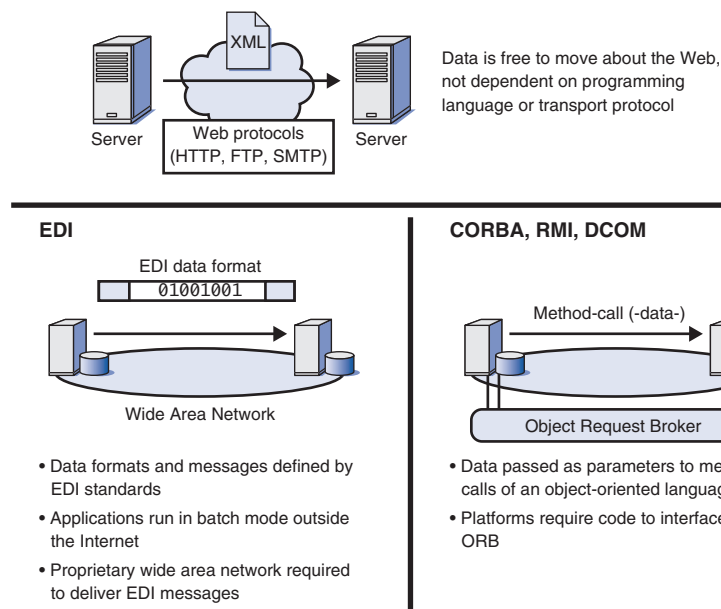 XML
Server
Web protocols
(HTTP, FTP, SMTP)
Server
Data is free to move about the Web,
not dependent on programming
language or transport protocol
EDI
EDI data format
01001001
Wide Area Network
• Data formats and messages defined by
EDI standards
• Applications run in batch mode outside
the Internet
• Proprietary wide area network required
to deliver EDI messages
CORBA, RMI, DCOM
Method-call (-data-)
Object Request Broker
• Data passed as parameters to
calls of an object-oriented
• Platforms require code to interface
ORB